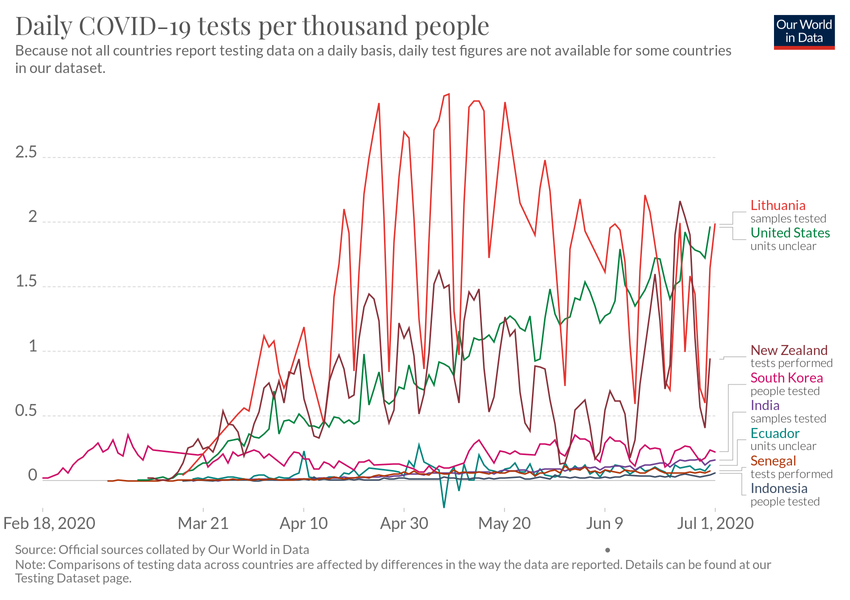 Daily COVID-19 tests per thousand people
Our World
in Data
Because not all countries report testing data on a daily basis, daily test figures are not available for some countries
in our dataset.
2.5
2
1.5
1
0.5
0
Lithuania
samples tested
United States
units unclear
New Zealand
tests performed
South Korea
people tested
India
samples tested
Ecuador
units unclear
Senegal
tests performed
Indonesia
people tested
Feb 18, 2020 Mar 21 Apr 10 Apr 30 May 20 Jun 9 Jul 1, 2020
Source: Official sources collated by Our World in Data
Note: Comparisons of testing data across countries are affected by differences in the way the data are reported. Details can be found at our
Testing Dataset page.